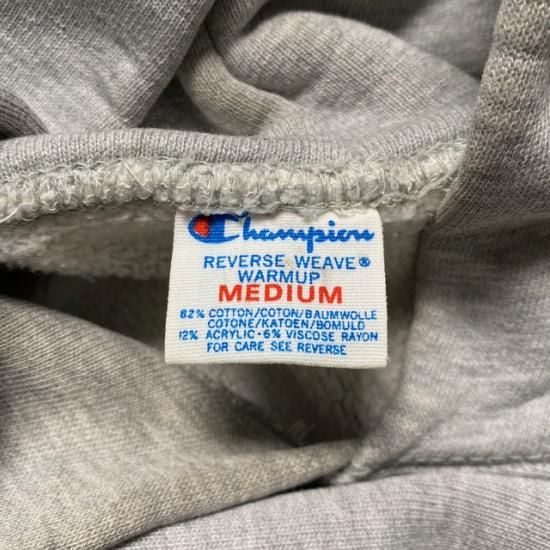 Champion
REVERSE WEAVE®
WARMUP
MEDIUM
82% COTTON/COTON/BAUMWOLLE
COTONE/KATOEN/BOMULD
12% ACRYLIC·6% VISCOSE RAYON
FOR CARE SEE REVERSE